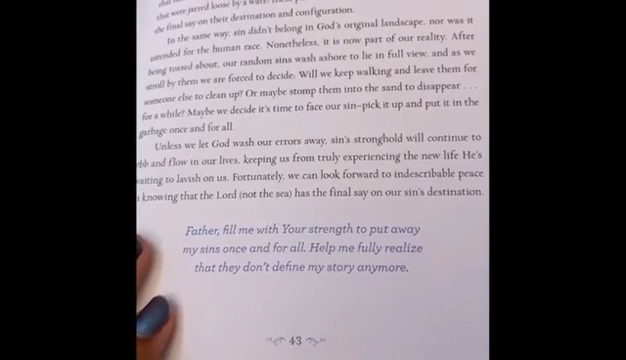 that were jarred loose by a wave
the final say on their destination and configuration.
In the same way, sin didn't belong in God's original landscape, nor was it
intended for the human race. Nonetheless, it is now part of our reality. After
being tossed about, our random sins wash ashore to lie in full view, and as we
stroll by them we are forced to decide: Will we keep walking and leave them for
someone else to clean up? Or maybe stomp them into the sand to disappear . . .
for a while? Maybe we decide it's time to face our sin–pick it up and put it in the
garbage once and for all.
Unless we let God wash our errors away, sin's stronghold will continue to
ebb and flow in our lives, keeping us from truly experiencing the new life He's
waiting to lavish on us. Fortunately, we can look forward to indescribable peace
knowing that the Lord (not the sea) has the final say on our sin's destination.
Father, fill me with Your strength to put away
my sins once and for all. Help me fully realize
that they don't define my story anymore.
43